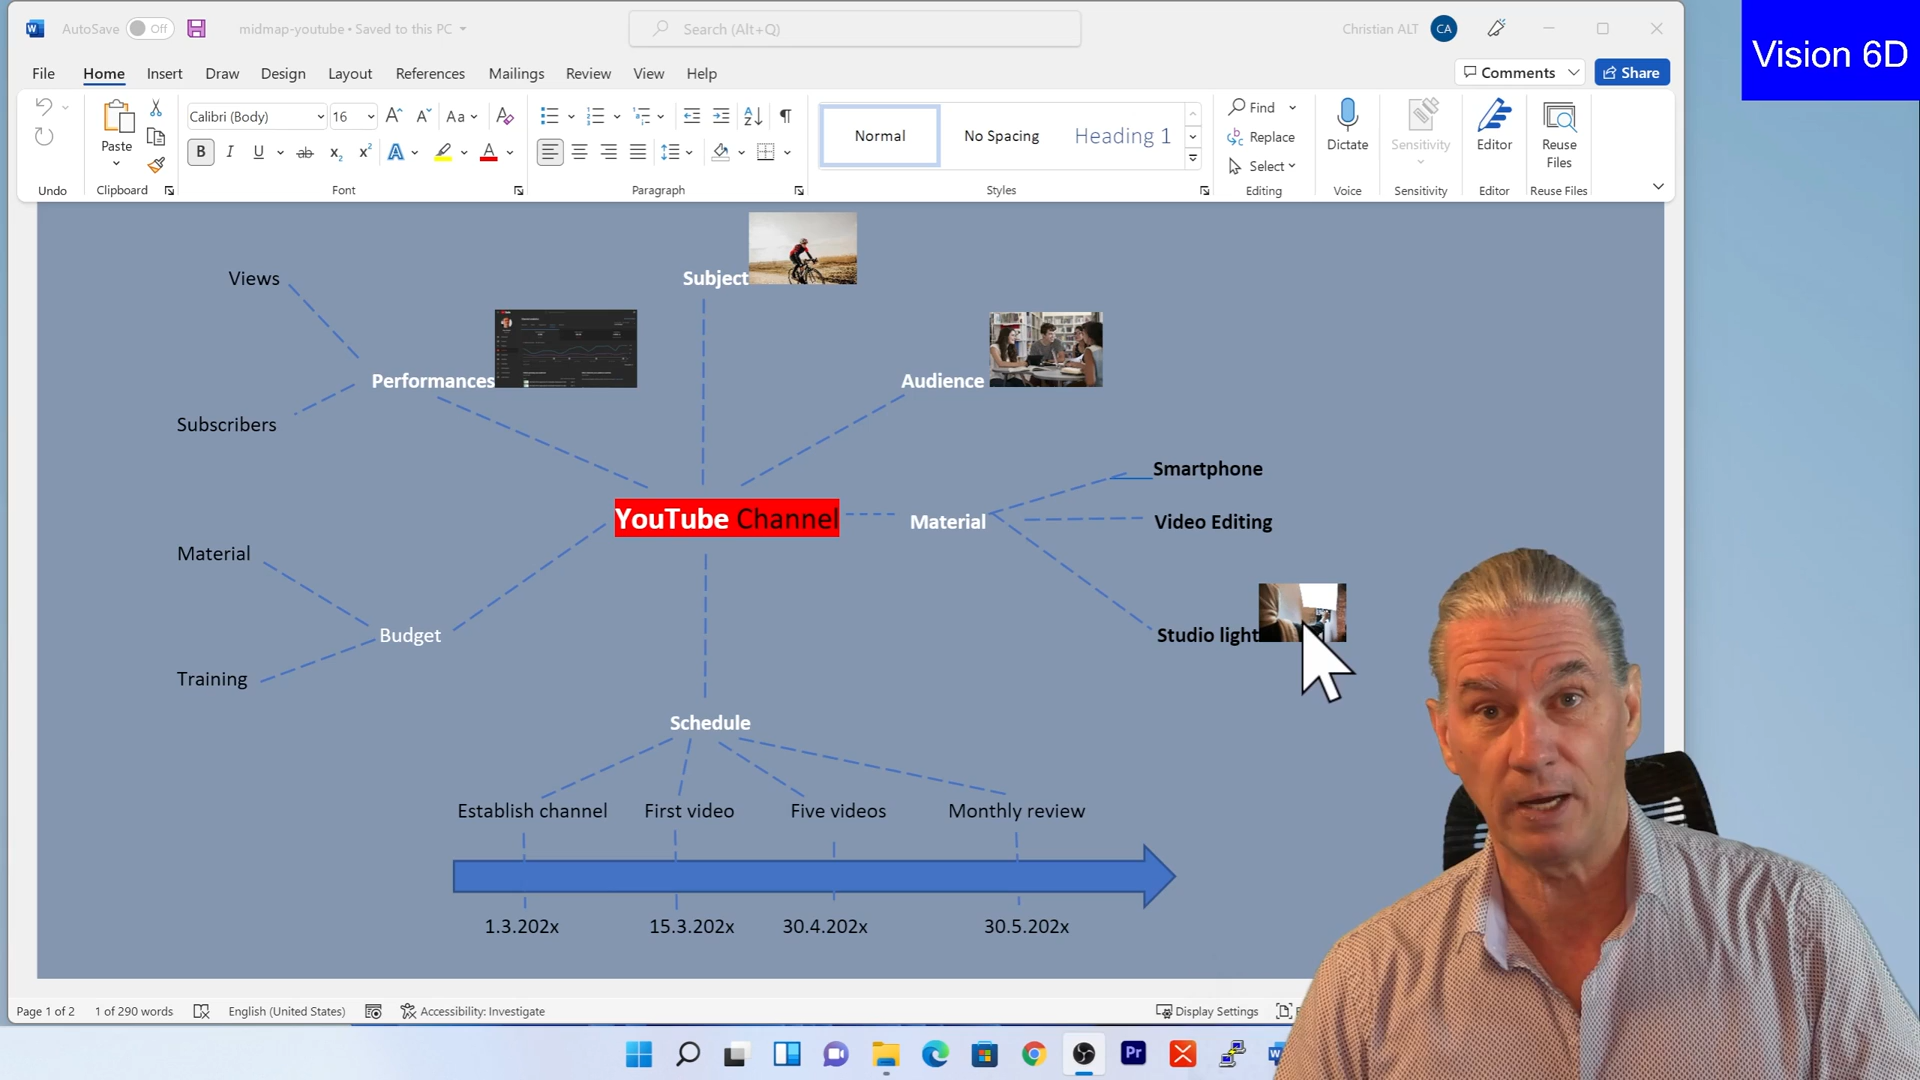 AutoSave Off midmap-youtube • Saved to this PC Search (Alt+Q) Christian ALT CA
Vision 6D
File Home Insert Draw Design Layout References Mailings Review View Help Comments Share
Calibri (Body) 16 Aa
Paste
B I U ab x₂ x² A A
Normal No Spacing Heading 1
Find
Replace
Select
Dictate Sensitivity Editor Reuse Files
Undo Clipboard Font Paragraph Styles Editing Voice Sensitivity Editor Reuse Files
Views
Subject
Performances
Audience
Subscribers
Smartphone
YouTube Channel
Material
Video Editing
Material
Budget
Studio light
Training
Schedule
Establish channel First video Five videos Monthly review
1.3.202x 15.3.202x 30.4.202x 30.5.202x
Page 1 of 2 1 of 290 words English (United States) Accessibility: Investigate Display Settings
Pr